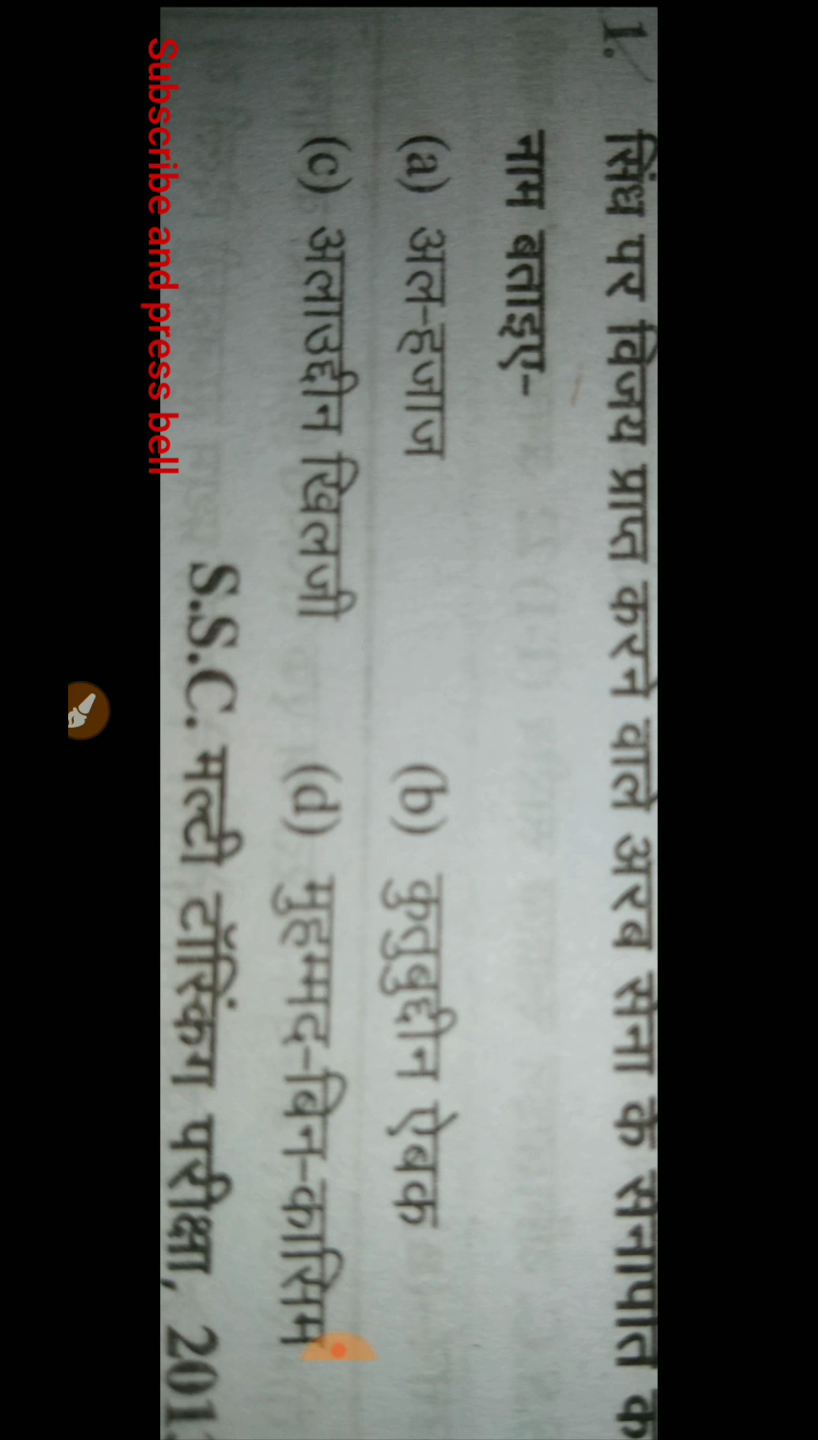 1. सिंध पर विजय प्राप्त करने वाले अरब सेना के सेनापति
नाम बताइए-
(a) अल-हजाज (b) कुतुबुद्दीन ऐबक
(c) अलाउद्दीन खिलजी (d) मुहम्मद-बिन-कासिम
S.S.C. मल्टी टॉस्किंग परीक्षा,
Subscribe and press bell